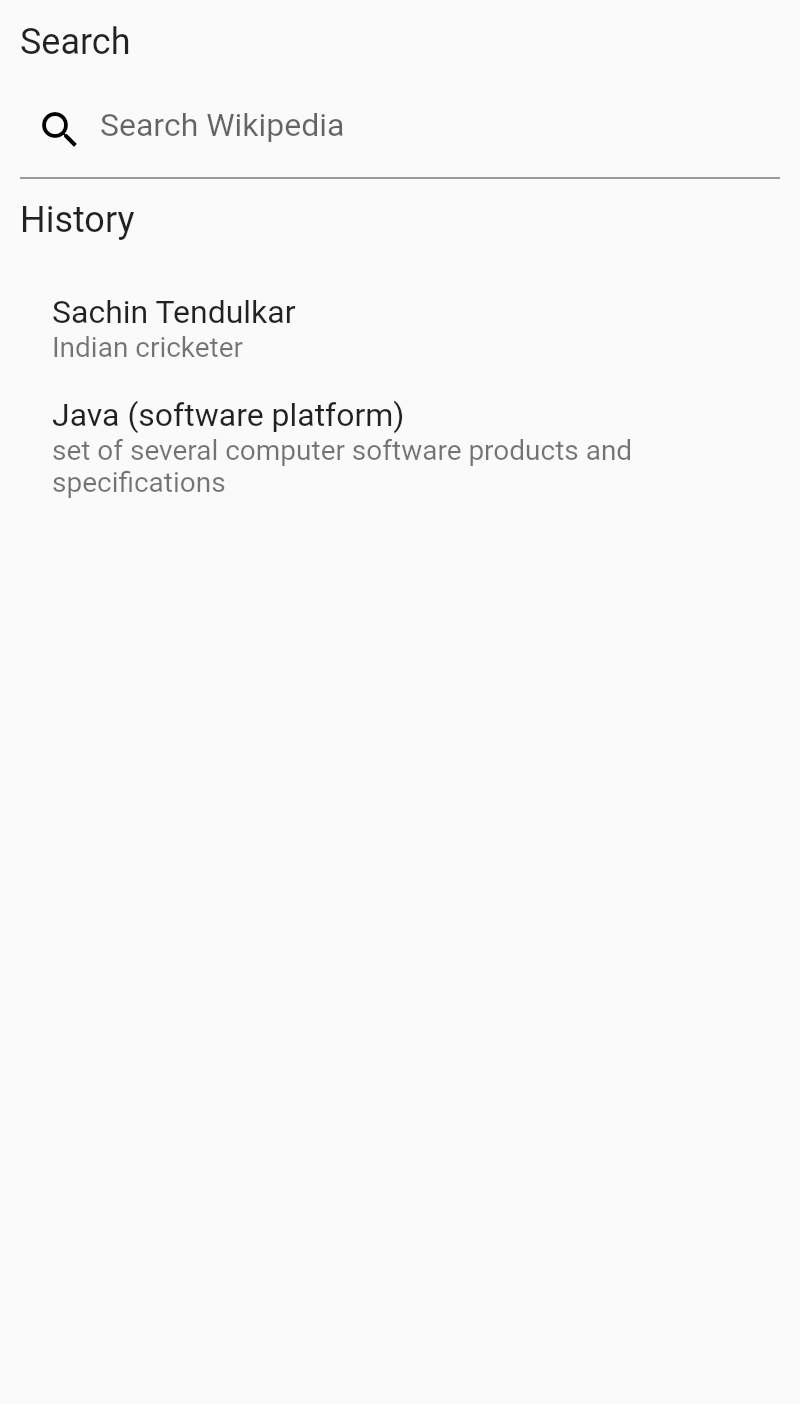 Search
Search Wikipedia
History
Sachin Tendulkar
Indian cricketer
Java (software platform)
set of several computer software products and
specifications